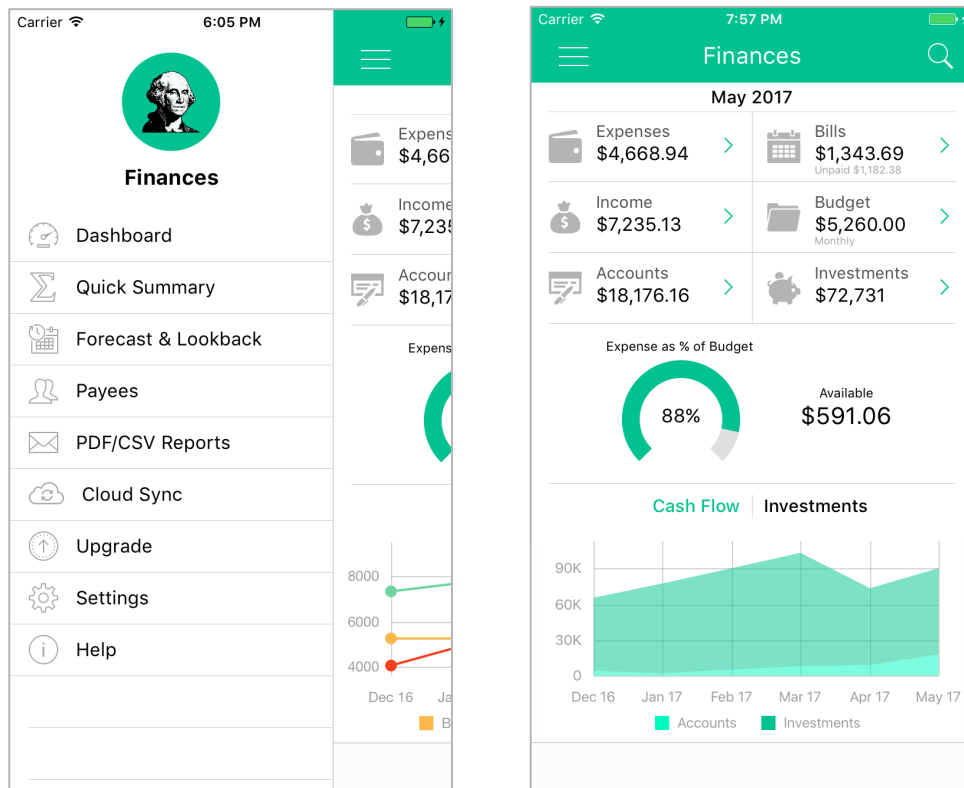 Carrier 6:05 PM
Finances
Dashboard
Quick Summary
Forecast & Lookback
Payees
PDF/CSV Reports
Cloud Sync
Upgrade
Settings
Help
Expens
$4,66
Income
$7,235
Accour
$18,17
Expens
8000
6000
4000
Dec 16 Ja
B
Carrier 7:57 PM
Finances
May 2017
Expenses
$4,668.94
Bills
$1,343.69
Unpaid $1,182.38
Income
$7,235.13
Budget
$5,260.00
Monthly
Accounts
$18,176.16
Investments
$72,731
Expense as % of Budget
88%
Available
$591.06
Cash Flow Investments
90K
60K
30K
0
Dec 16 Jan 17 Feb 17 Mar 17 Apr 17 May 17
Accounts Investments